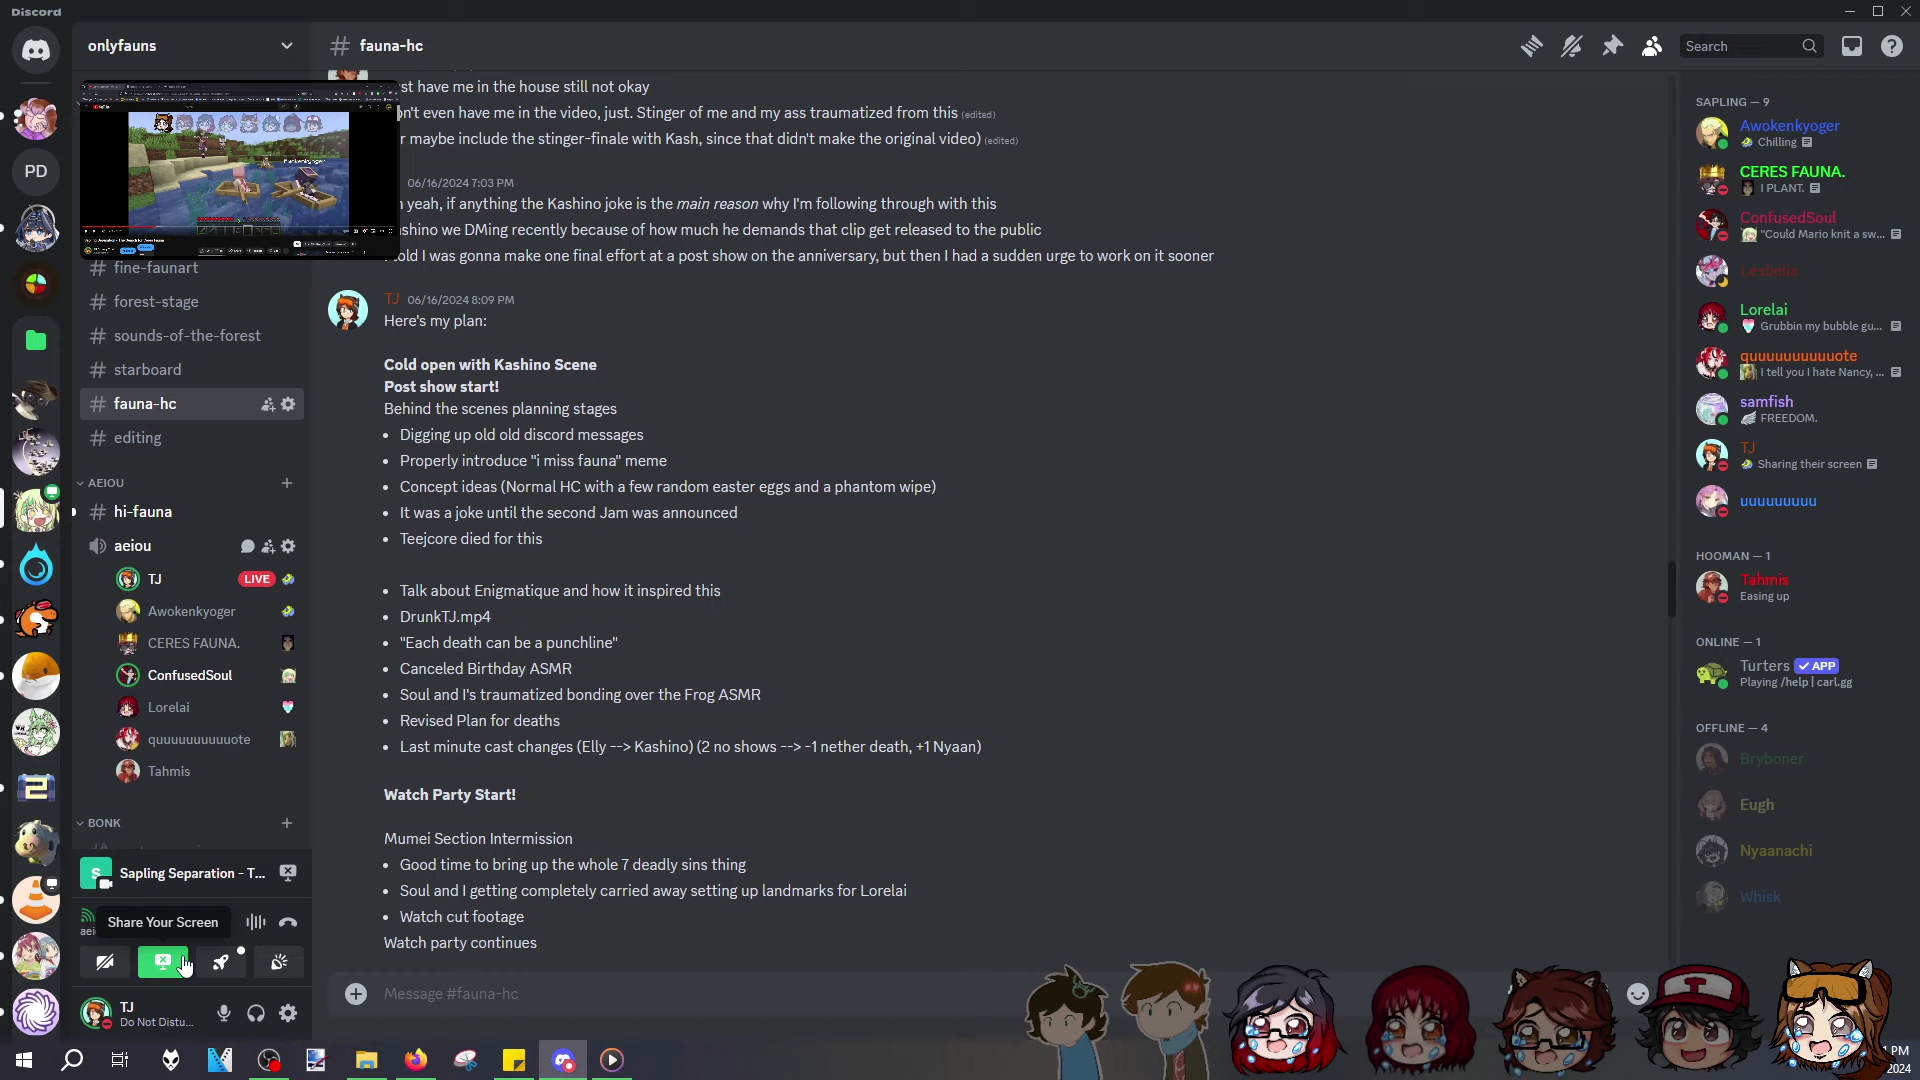 Discord
onlyfauns
fauna-hc
Search
PD
fine-faunart
forest-stage
sounds-of-the-forest
starboard
fauna-hc
editing
AEIOU
hi-fauna
aeiou
TJ
LIVE
Awokenkyoger
CERES FAUNA.
ConfusedSoul
Lorelai
quuuuuuuuuote
Tahmis
BONK
Sapling Separation - T...
Share Your Screen
TJ
Do Not Distu...
have me in the house still not okay
even have me in the video, just. Stinger of me and my ass traumatized from this (edited)
maybe include the stinger-finale with Kash, since that didn't make the original video) (edited)
06/16/2024 7:03 PM
yeah, if anything the Kashino joke is the main reason why I'm following through with this
we DMing recently because of how much he demands that clip get released to the public
told I was gonna make one final effort at a post show on the anniversary, but then I had a sudden urge to work on it sooner
TJ 06/16/2024 8:09 PM
Here's my plan:
Cold open with Kashino Scene
Post show start!
Behind the scenes planning stages
• Digging up old old discord messages
• Properly introduce "i miss fauna" meme
• Concept ideas (Normal HC with a few random easter eggs and a phantom wipe)
• It was a joke until the second Jam was announced
• Teejcore died for this
• Talk about Enigmatique and how it inspired this
• DrunkTJ.mp4
• "Each death can be a punchline"
• Canceled Birthday ASMR
• Soul and I's traumatized bonding over the Frog ASMR
• Revised Plan for deaths
• Last minute cast changes (Elly --> Kashino) (2 no shows --> -1 nether death, +1 Nyaan)
Watch Party Start!
Mumei Section Intermission
• Good time to bring up the whole 7 deadly sins thing
• Soul and I getting completely carried away setting up landmarks for Lorelai
• Watch cut footage
Watch party continues
Message #fauna-hc
SAPLING — 9
Awokenkyoger
Chilling
CERES FAUNA.
I PLANT.
ConfusedSoul
"Could Mario knit a sw...
Lesbelia
Lorelai
Grubbin my bubble gu...
quuuuuuuuuote
I tell you I hate Nancy, ...
samfish
FREEDOM.
TJ
Sharing their screen
uuuuuuuuu
HOOMAN — 1
Tahmis
Easing up
ONLINE — 1
Turters APP
Playing /help | carl.gg
OFFLINE — 4
Bryboner
Eugh
Nyaanachi
Whisk
PM
2024